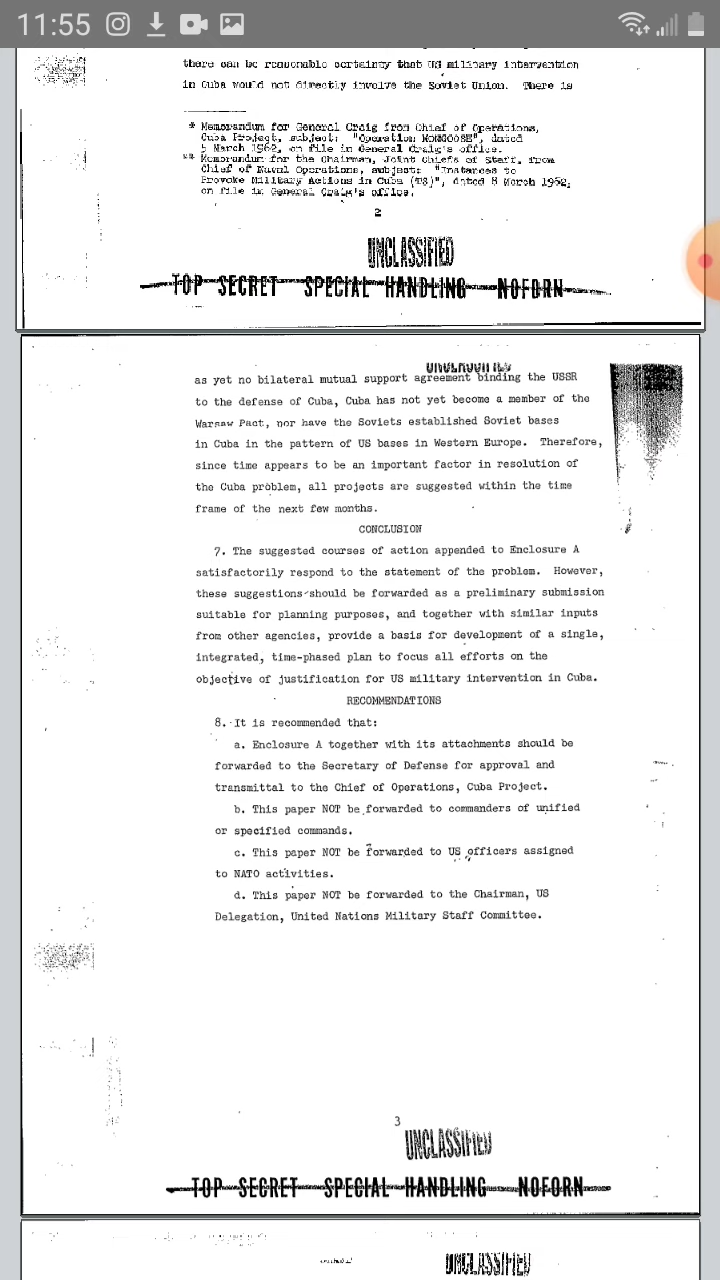 11:55
there can be reasonable certainty that US military intervention
in Cuba would not directly involve the Soviet Union. There is
* Memorandum for General Craig from Chief of Operations,
Cuba Project, subject: "Operation MONGOOSE", dated
5 March 1962, on file in General Craig's office.
** Memorandum for the Chairman, Joint Chiefs of Staff, from
Chief of Naval Operations, subject: "Instances to
Provoke Military Actions in Cuba (TS)", dated 8 March 1962,
on file in General Craig's office.
2
UNCLASSIFIED
TOP SECRET SPECIAL HANDLING NOFORN
UNCLASSIFIED
as yet no bilateral mutual support agreement binding the USSR
to the defense of Cuba, Cuba has not yet become a member of the
Warsaw Pact, nor have the Soviets established Soviet bases
in Cuba in the pattern of US bases in Western Europe. Therefore,
since time appears to be an important factor in resolution of
the Cuba problem, all projects are suggested within the time
frame of the next few months.
CONCLUSION
7. The suggested courses of action appended to Enclosure A
satisfactorily respond to the statement of the problem. However,
these suggestions should be forwarded as a preliminary submission
suitable for planning purposes, and together with similar inputs
from other agencies, provide a basis for development of a single,
integrated, time-phased plan to focus all efforts on the
objective of justification for US military intervention in Cuba.
RECOMMENDATIONS
8. It is recommended that:
a. Enclosure A together with its attachments should be
forwarded to the Secretary of Defense for approval and
transmittal to the Chief of Operations, Cuba Project.
b. This paper NOT be forwarded to commanders of unified
or specified commands.
c. This paper NOT be forwarded to US officers assigned
to NATO activities.
d. This paper NOT be forwarded to the Chairman, US
Delegation, United Nations Military Staff Committee.
3
UNCLASSIFIED
TOP SECRET SPECIAL HANDLING NOFORN
UNCLASSIFIED